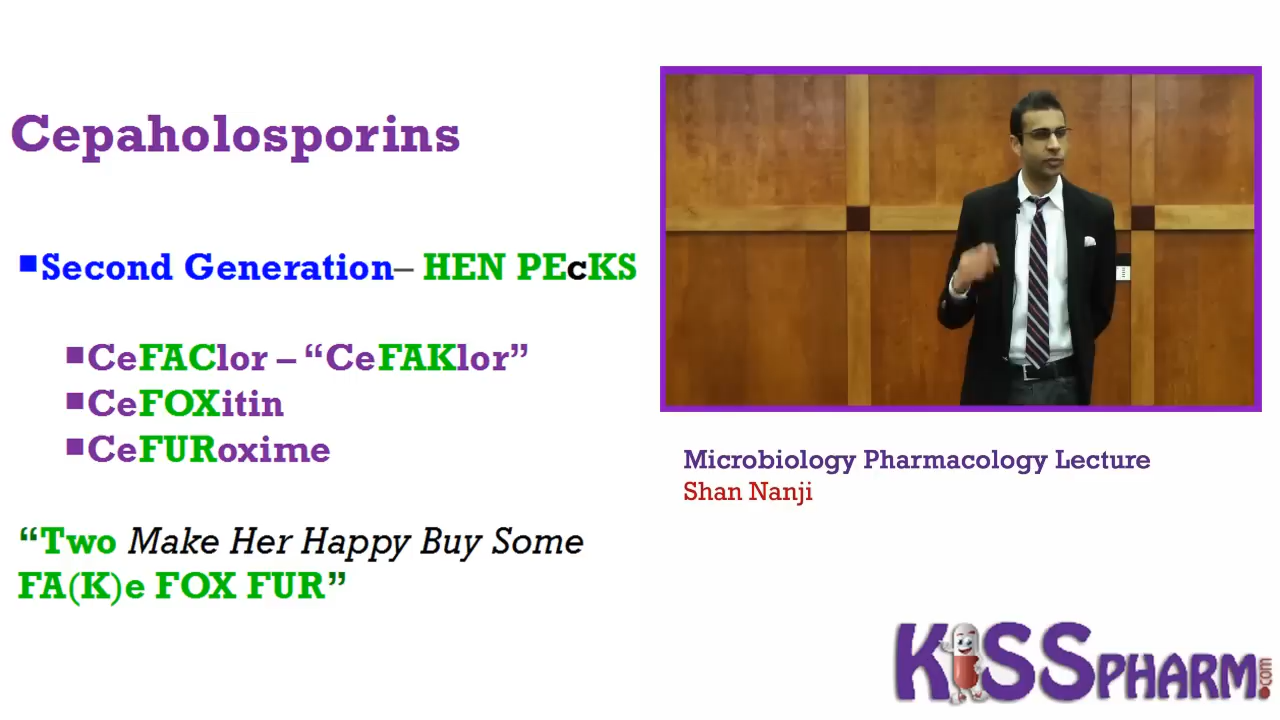 Cepaholosporins
Second Generation– HEN PEcKS
CeFAClor – “CeFAKlor”
CeFOXitin
CeFURoxime
“Two Make Her Happy Buy Some
FA(K)e FOX FUR”
Microbiology Pharmacology Lecture
Shan Nanji
KISSPHARM.com